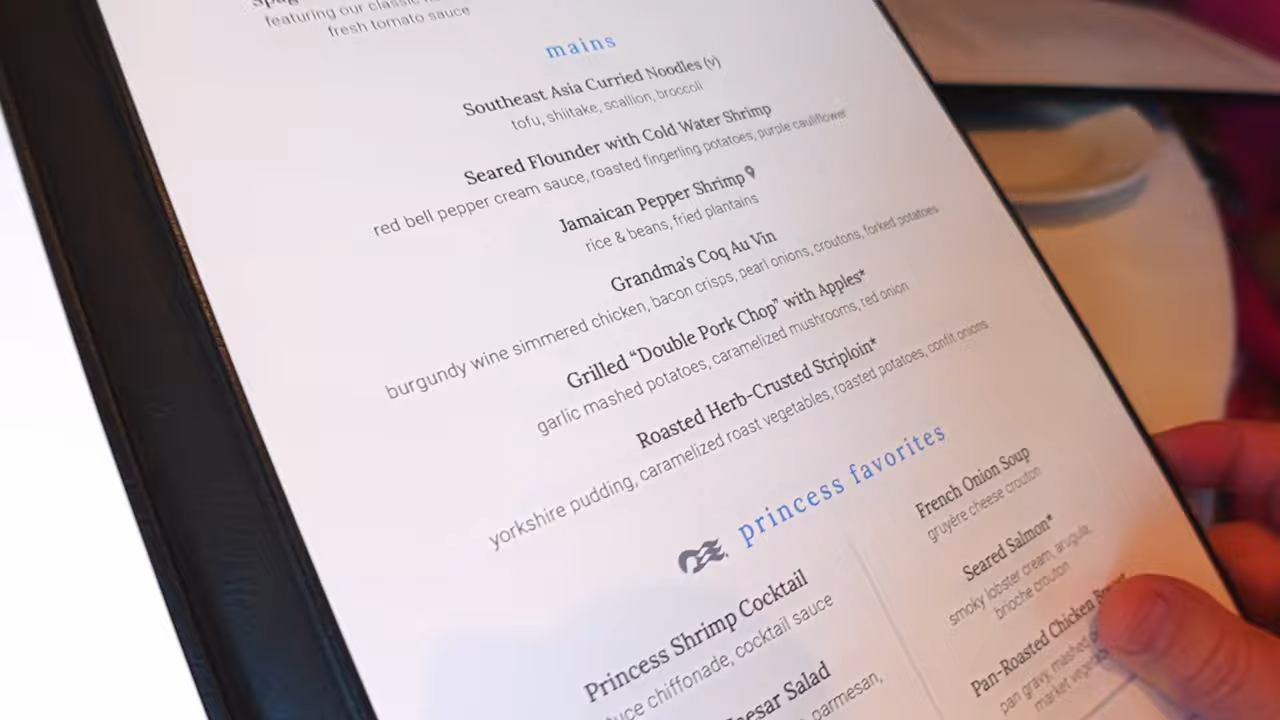 featuring our classic
fresh tomato sauce
mains
Southeast Asia Curried Noodles (v)
tofu, shiitake, scallion, broccoli
Seared Flounder with Cold Water Shrimp
red bell pepper cream sauce, roasted fingerling potatoes, purple cauliflower
Jamaican Pepper Shrimp
rice & beans, fried plantains
Grandma's Coq Au Vin
burgundy wine simmered chicken, bacon crisps, pearl onions, croutons, forked potatoes
Grilled “Double Pork Chop” with Apples*
garlic mashed potatoes, caramelized mushrooms, red onion
Roasted Herb-Crusted Striploin*
yorkshire pudding, caramelized roast vegetables, roasted potatoes, confit onions
princess favorites
Princess Shrimp Cocktail
chiffonade, cocktail sauce
Salad
parmesan,
French Onion Soup
gruyère cheese crouton
Seared Salmon*
smoky lobster cream, arugula,
brioche crouton
Pan-Roasted Chicken
pan gravy, mashed
market